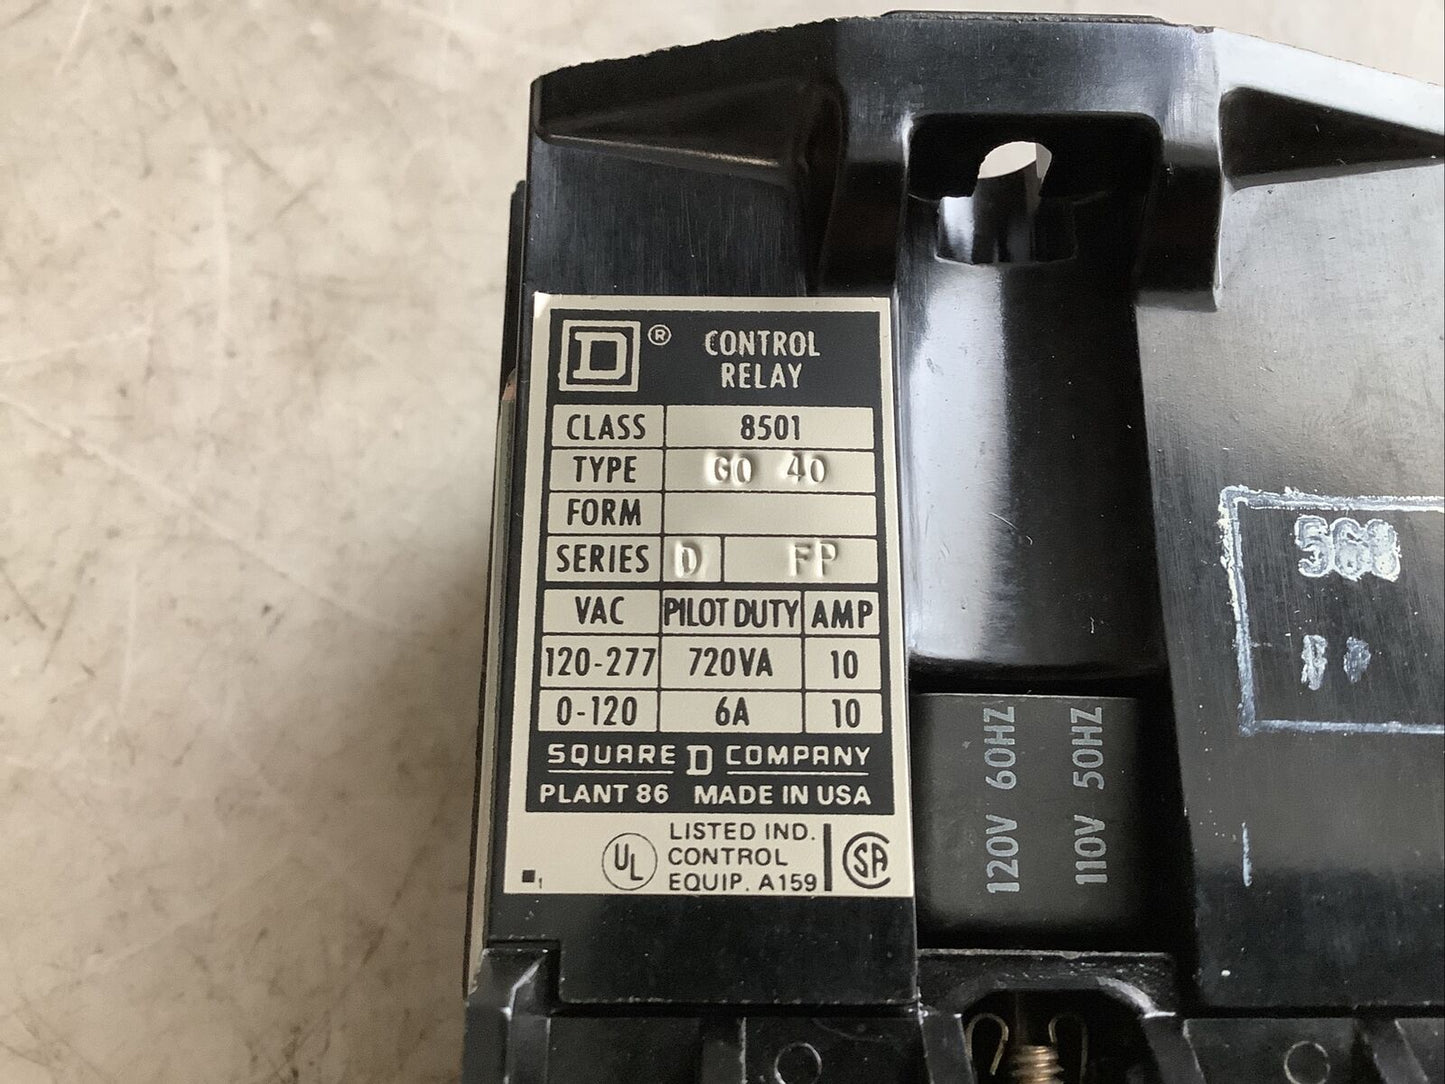 D ® CONTROL
RELAY
CLASS 8501
TYPE GO 40
FORM
SERIES D FP
VAC PILOT DUTY AMP
120-277 720VA 10
0-120 6A 10
SQUARE D COMPANY
PLANT 86 MADE IN USA
UL LISTED IND.
CONTROL
EQUIP. A159
SA
1
120V 60HZ
110V 50HZ